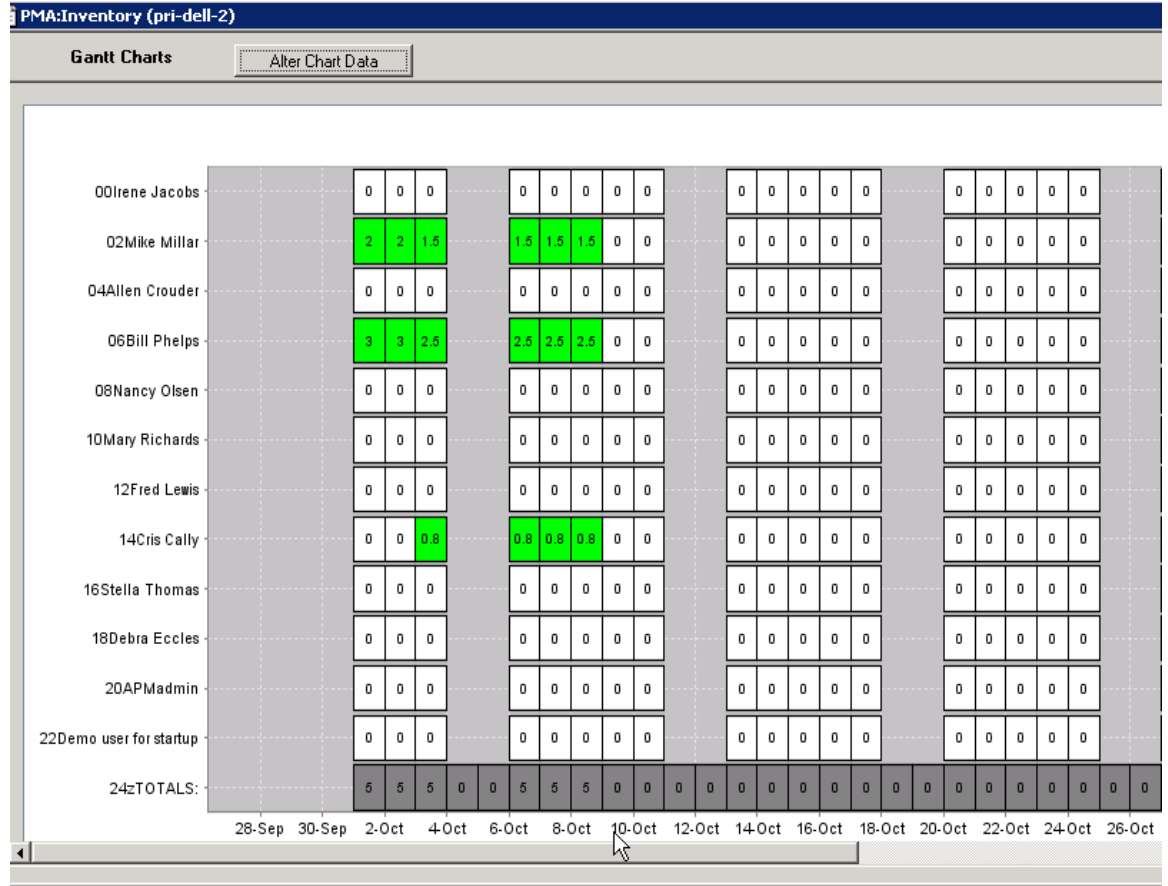 PMA:Inventory (pri-dell-2)
Gantt Charts Alter Chart Data
00Irene Jacobs 0 0 0 0 0 0 0 0 0 0 0 0 0 0 0 0 0 0
02Mike Millar 2 2 1.5 1.5 1.5 1.5 0 0 0 0 0 0 0 0 0 0 0 0
04Allen Crouder 0 0 0 0 0 0 0 0 0 0 0 0 0 0 0 0 0 0
06Bill Phelps 3 3 2.5 2.5 2.5 2.5 0 0 0 0 0 0 0 0 0 0 0 0
08Nancy Olsen 0 0 0 0 0 0 0 0 0 0 0 0 0 0 0 0 0 0
10Mary Richards 0 0 0 0 0 0 0 0 0 0 0 0 0 0 0 0 0 0
12Fred Lewis 0 0 0 0 0 0 0 0 0 0 0 0 0 0 0 0 0 0
14Cris Cally 0 0 0.8 0.8 0.8 0.8 0 0 0 0 0 0 0 0 0 0 0 0
16Stella Thomas 0 0 0 0 0 0 0 0 0 0 0 0 0 0 0 0 0 0
18Debra Eccles 0 0 0 0 0 0 0 0 0 0 0 0 0 0 0 0 0 0
20APMadmin 0 0 0 0 0 0 0 0 0 0 0 0 0 0 0 0 0 0
22Demo user for startup 0 0 0 0 0 0 0 0 0 0 0 0 0 0 0 0 0 0
24zTOTALS: 5 5 5 0 0 5 5 5 0 0 0 0 0 0 0 0 0 0 0 0 0 0 0 0 0 0
28-Sep 30-Sep 2-Oct 4-Oct 6-Oct 8-Oct 10-Oct 12-Oct 14-Oct 16-Oct 18-Oct 20-Oct 22-Oct 24-Oct 26-Oct